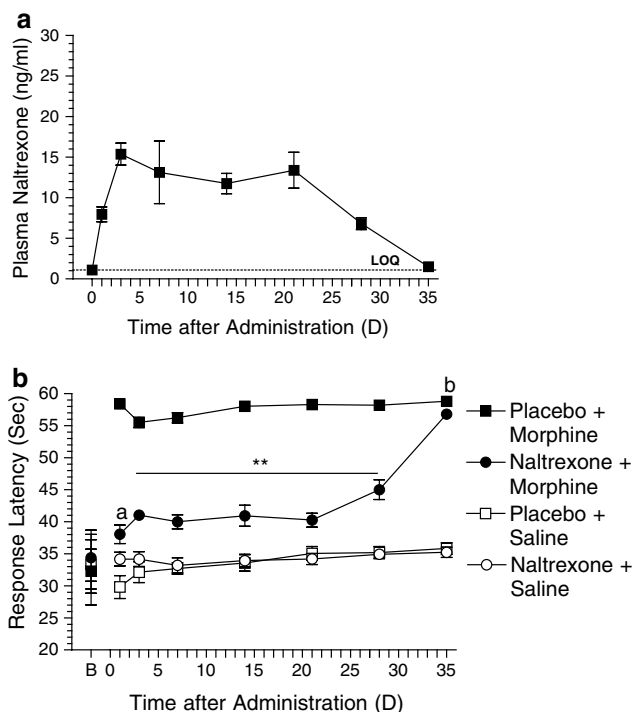 a
Plasma Naltrexone (ng/ml)
30
25
20
15
10
5
0
LOQ
0 5 10 15 20 25 30 35
Time after Administration (D)
b
Response Latency (Sec)
60
55
50
45
40
35
30
25
20
a
**
b
B 0 5 10 15 20 25 30 35
Time after Administration (D)
Placebo +
Morphine
Naltrexone +
Morphine
Placebo +
Saline
Naltrexone +
Saline